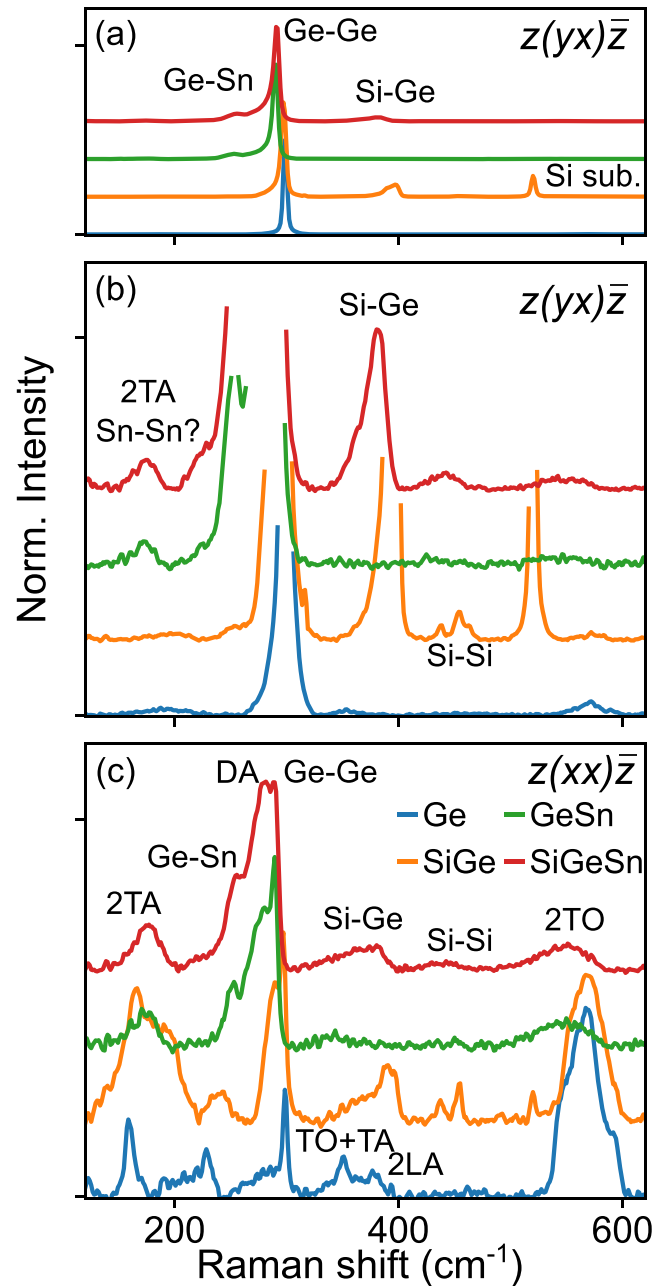 (a)
Ge-Ge
z(yx)z̅
Ge-Sn
Si-Ge
Si sub.
(b)
z(yx)z̅
Si-Ge
2TA
Sn-Sn?
Si-Si
Norm. Intensity
(c)
DA
Ge-Ge
z(xx)z̅
Ge
GeSn
SiGe
SiGeSn
Ge-Sn
2TA
Si-Ge
Si-Si
2TO
TO+TA
2LA
200
400
600
Raman shift (cm⁻¹)